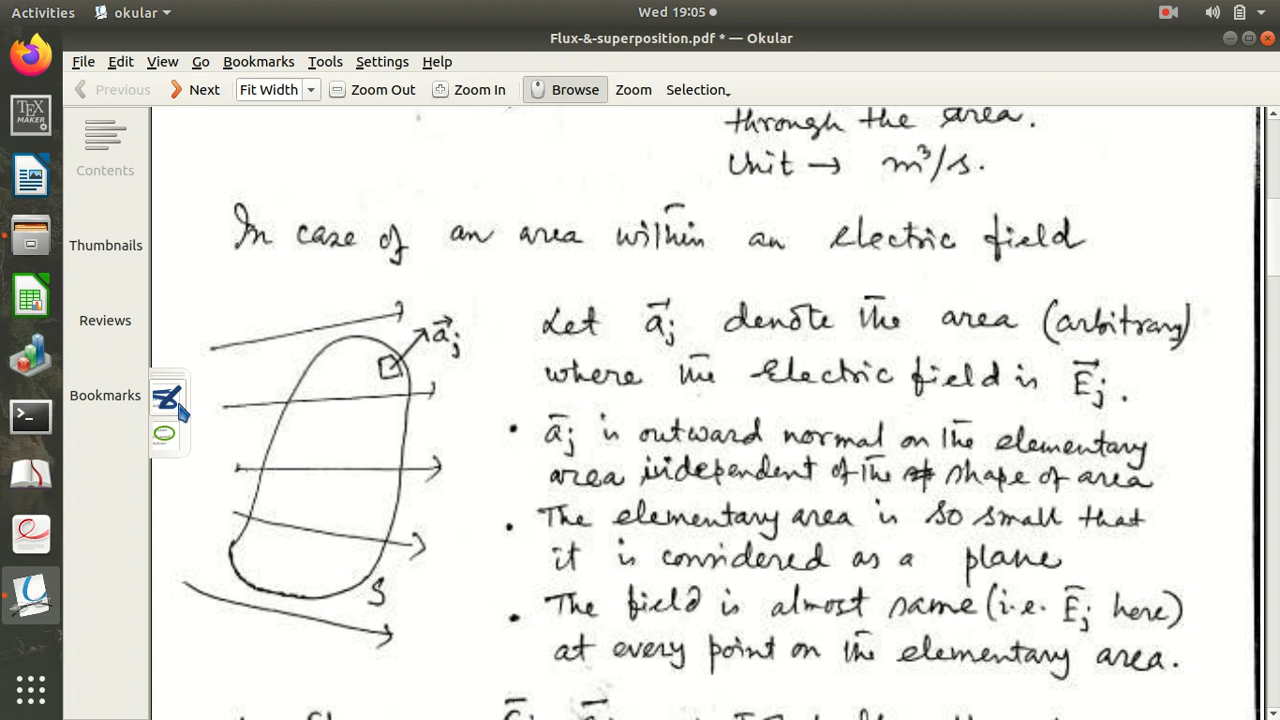 Activities okular Wed 19:05
Flux-&-superposition.pdf * — Okular
File Edit View Go Bookmarks Tools Settings Help
Previous Next Fit Width Zoom Out Zoom In Browse Zoom Selection
TEX MAKER
Contents
Thumbnails
Reviews
Bookmarks
through the area.
Unit → m³/s.
In case of an area within an electric field
a⃗j
S
Let a⃗j denote the area (arbitrary)
where the electric field is E⃗j.
• a̅j is outward normal on the elementary
area independent of the shape of area
• The elementary area is so small that
it is considered as a plane
• The field is almost same (i.e. E̅j here)
at every point on the elementary area.